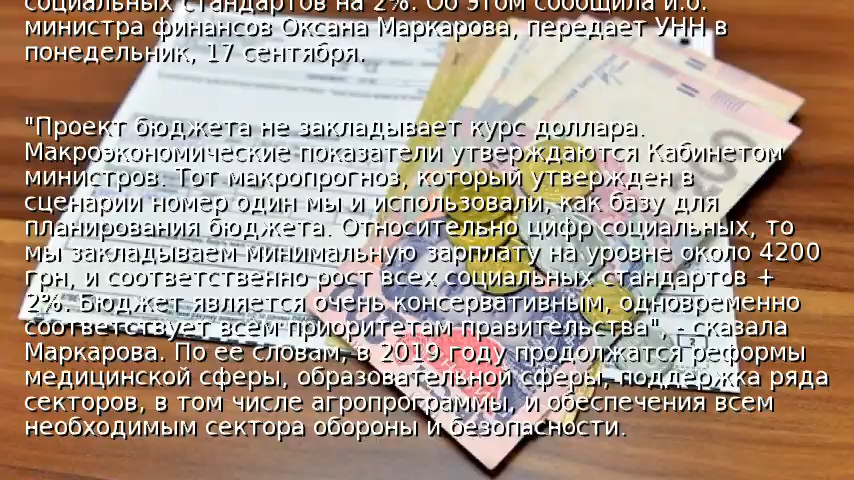 социальных стандартов на 2%. Об этом сообщила и.о.
министра финансов Оксана Маркарова, передает УНН в
понедельник, 17 сентября.
"Проект бюджета не закладывает курс доллара.
Макроэкономические показатели утверждаются Кабинетом
министров. Тот макропрогноз, который утвержден в
сценарии номер один мы и использовали, как базу для
планирования бюджета. Относительно цифр социальных, то
мы закладываем минимальную зарплату на уровне около 4200
грн, и соответственно рост всех социальных стандартов +
2%. Бюджет является очень консервативным, одновременно
соответствует всем приоритетам правительства", - сказала
Маркарова. По ее словам, в 2019 году продолжатся реформы
медицинской сферы, образовательной сферы, поддержка ряда
секторов, в том числе агропрограммы, и обеспечения всем
необходимым сектора обороны и безопасности.